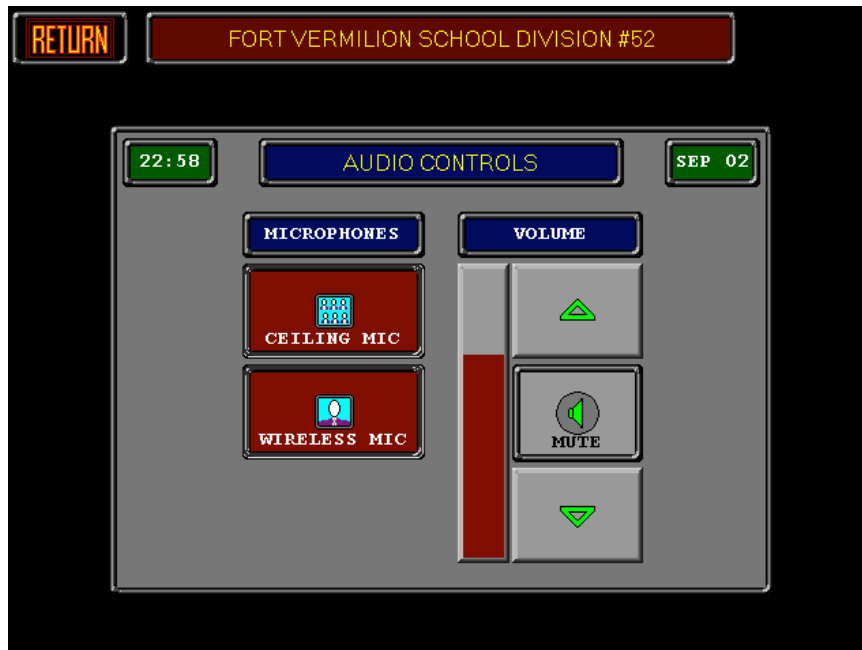 RETURN
FORT VERMILION SCHOOL DIVISION #52
22:58
AUDIO CONTROLS
SEP 02
MICROPHONES
VOLUME
CEILING MIC
WIRELESS MIC
MUTE